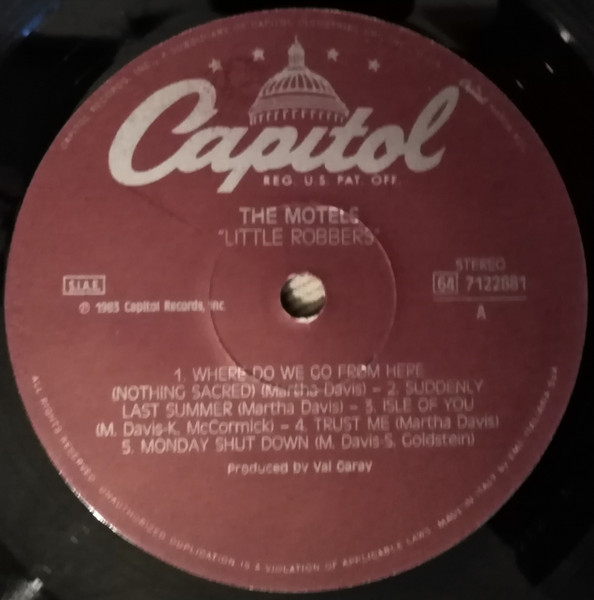 Capitol
REG. U.S. PAT. OFF.
THE MOTELS
"LITTLE ROBBERS"
STEREO
S.I.A.E.
64 7122881
℗ 1983 Capitol Records, Inc.
A
1. WHERE DO WE GO FROM HERE
(NOTHING SACRED) (Martha Davis) – 2. SUDDENLY
LAST SUMMER (Martha Davis) – 3. ISLE OF YOU
(M. Davis-K. McCormick) – 4. TRUST ME (Martha Davis)
5. MONDAY SHUT DOWN (M. Davis-S. Goldstein)
Produced by Val Garay
ALL RIGHTS RESERVED. UNAUTHORIZED DUPLICATION IS A VIOLATION OF APPLICABLE LAWS. MADE IN ITALY BY EMI ITALIANA SpA